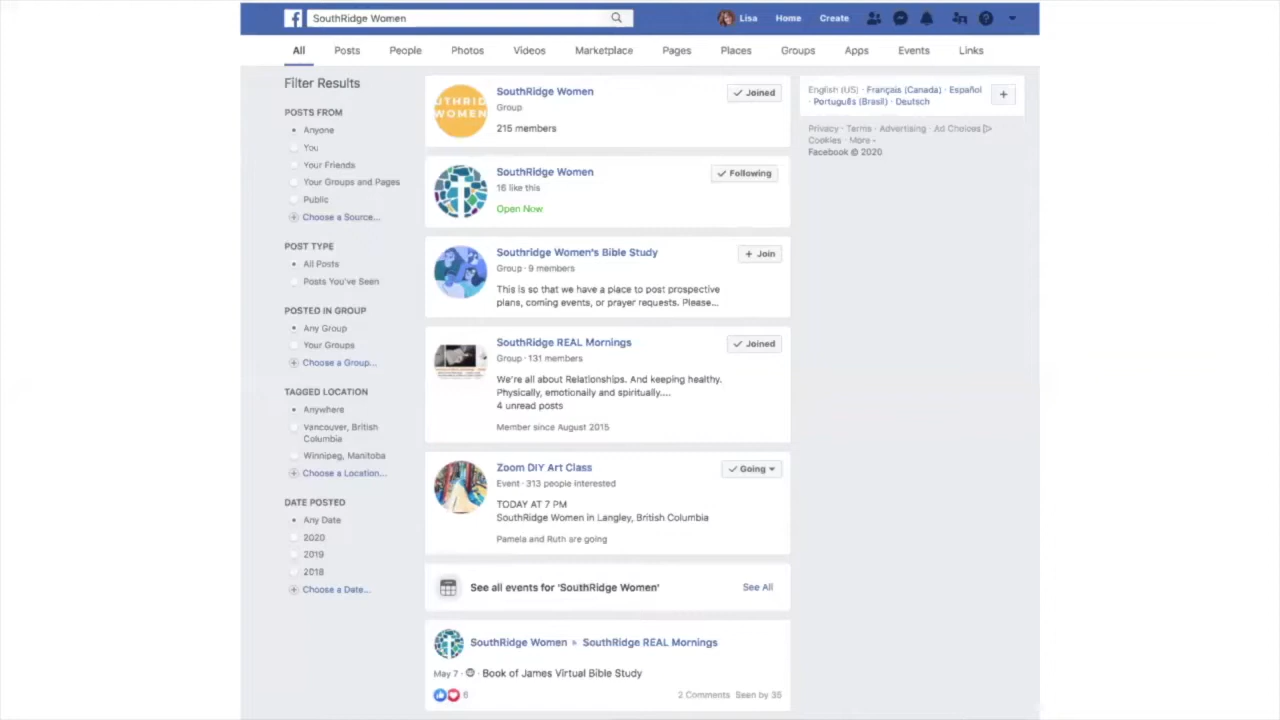 SouthRidge Women
Lisa
Home
Create
All
Posts
People
Photos
Videos
Marketplace
Pages
Places
Groups
Apps
Events
Links
Filter Results
POSTS FROM
Anyone
You
Your Friends
Your Groups and Pages
Public
Choose a Source...
POST TYPE
All Posts
Posts You've Seen
POSTED IN GROUP
Any Group
Your Groups
Choose a Group...
TAGGED LOCATION
Anywhere
Vancouver, British
Columbia
Winnipeg, Manitoba
Choose a Location...
DATE POSTED
Any Date
2020
2019
2018
Choose a Date...
UTHRID
WOMEN
SouthRidge Women
Group
215 members
Joined
SouthRidge Women
16 like this
Open Now
Following
Southridge Women's Bible Study
Group · 9 members
This is so that we have a place to post prospective
plans, coming events, or prayer requests. Please...
+ Join
SouthRidge REAL Mornings
Group · 131 members
We're all about Relationships. And keeping healthy.
Physically, emotionally and spiritually....
4 unread posts
Member since August 2015
Joined
Zoom DIY Art Class
Event · 313 people interested
TODAY AT 7 PM
SouthRidge Women in Langley, British Columbia
Pamela and Ruth are going
Going
See all events for 'SouthRidge Women'
See All
SouthRidge Women ▸ SouthRidge REAL Mornings
May 7 · Book of James Virtual Bible Study
6
2 Comments Seen by 35
English (US) · Français (Canada) · Español
· Português (Brasil) · Deutsch
+
Privacy · Terms · Advertising · Ad Choices
Cookies · More
Facebook © 2020